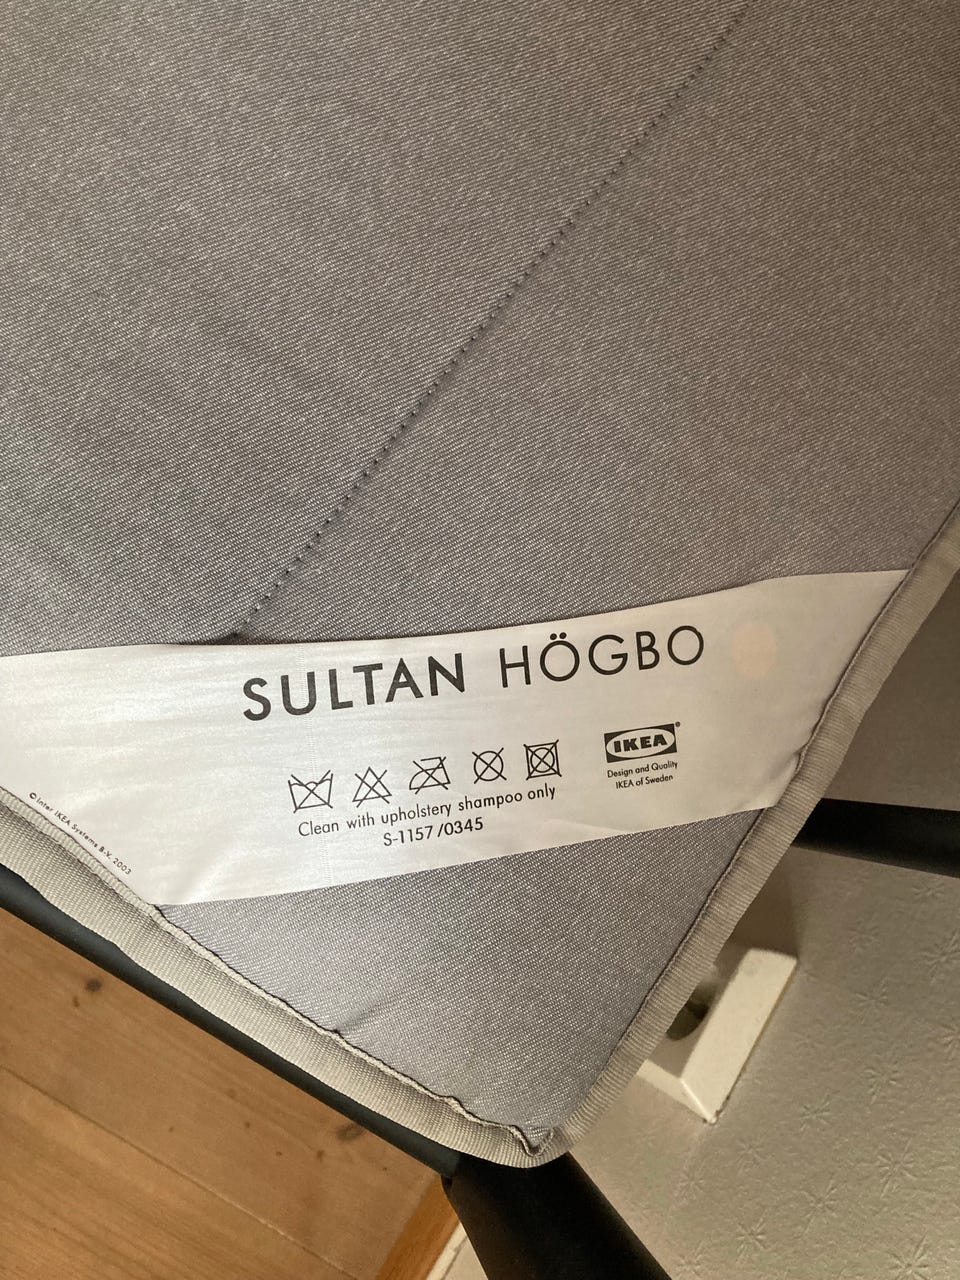 SULTAN HÖGBO
IKEA®
Design and Quality
IKEA of Sweden
Clean with upholstery shampoo only
S-1157/0345
© Inter IKEA Systems B.V. 2003